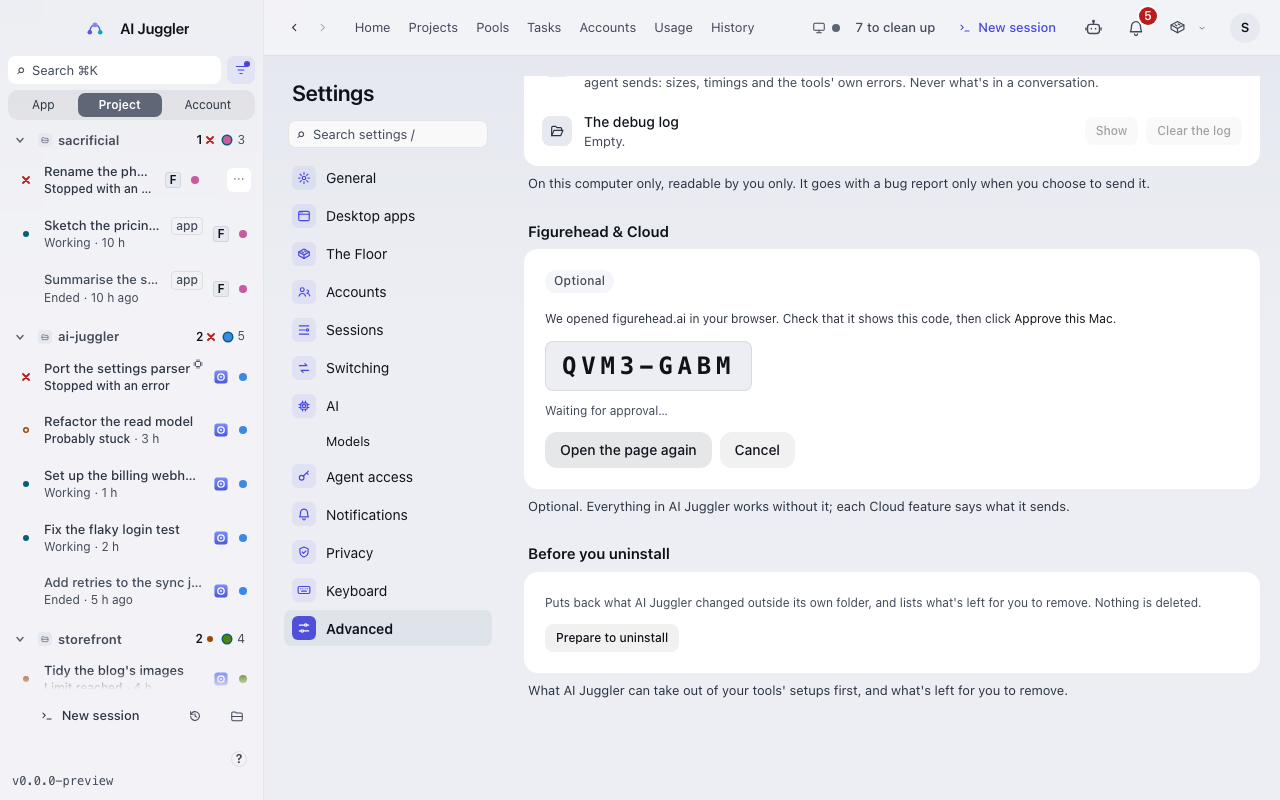 AI Juggler
Search ⌘K
App Project Account
sacrificial 1 3
Rename the ph... F
Stopped with an ...
Sketch the pricin... app F
Working · 10 h
Summarise the s... app F
Ended · 10 h ago
ai-juggler 2 5
Port the settings parser
Stopped with an error
Refactor the read model
Probably stuck · 3 h
Set up the billing webh...
Working · 1 h
Fix the flaky login test
Working · 2 h
Add retries to the sync j...
Ended · 5 h ago
storefront 2 4
Tidy the blog's images
Limit reached · 4 h
New session
?
v0.0.0-preview
Home Projects Pools Tasks Accounts Usage History 7 to clean up New session 5 S
Settings
Search settings /
General
Desktop apps
The Floor
Accounts
Sessions
Switching
AI
Models
Agent access
Notifications
Privacy
Keyboard
Advanced
agent sends: sizes, timings and the tools' own errors. Never what's in a conversation.
The debug log
Empty.
Show Clear the log
On this computer only, readable by you only. It goes with a bug report only when you choose to send it.
Figurehead & Cloud
Optional
We opened figurehead.ai in your browser. Check that it shows this code, then click Approve this Mac.
QVM3-GABM
Waiting for approval...
Open the page again Cancel
Optional. Everything in AI Juggler works without it; each Cloud feature says what it sends.
Before you uninstall
Puts back what AI Juggler changed outside its own folder, and lists what's left for you to remove. Nothing is deleted.
Prepare to uninstall
What AI Juggler can take out of your tools' setups first, and what's left for you to remove.